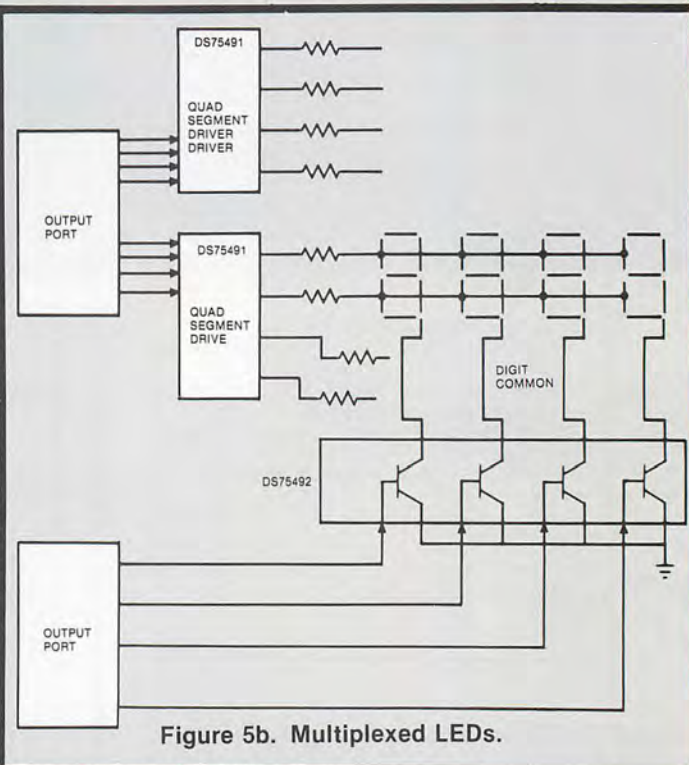 DS75491
QUAD
SEGMENT
DRIVER
DRIVER
OUTPUT
PORT
DS75491
QUAD
SEGMENT
DRIVE
DIGIT
COMMON
DS75492
OUTPUT
PORT
Figure 5b. Multiplexed LEDs.